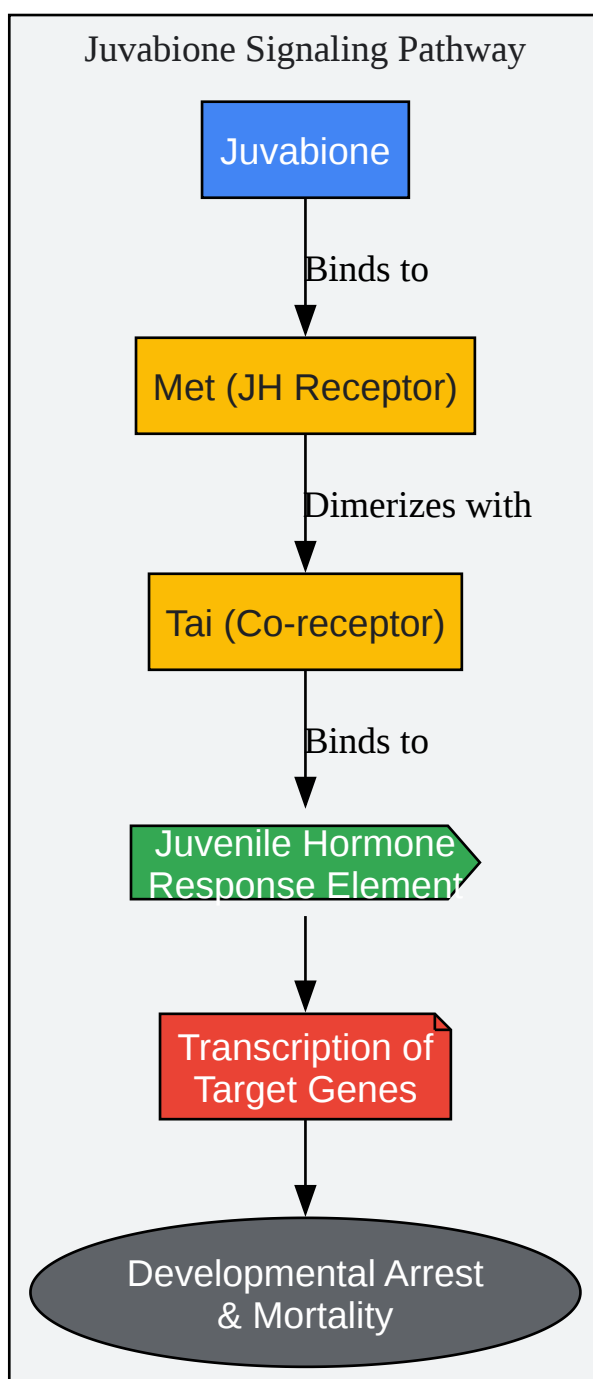 Juvabione Signaling Pathway
Juvabione
Binds to
Met (JH Receptor)
Dimerizes with
Tai (Co-receptor)
Binds to
Juvenile Hormone
Response Element
Transcription of
Target Genes
Developmental Arrest
& Mortality